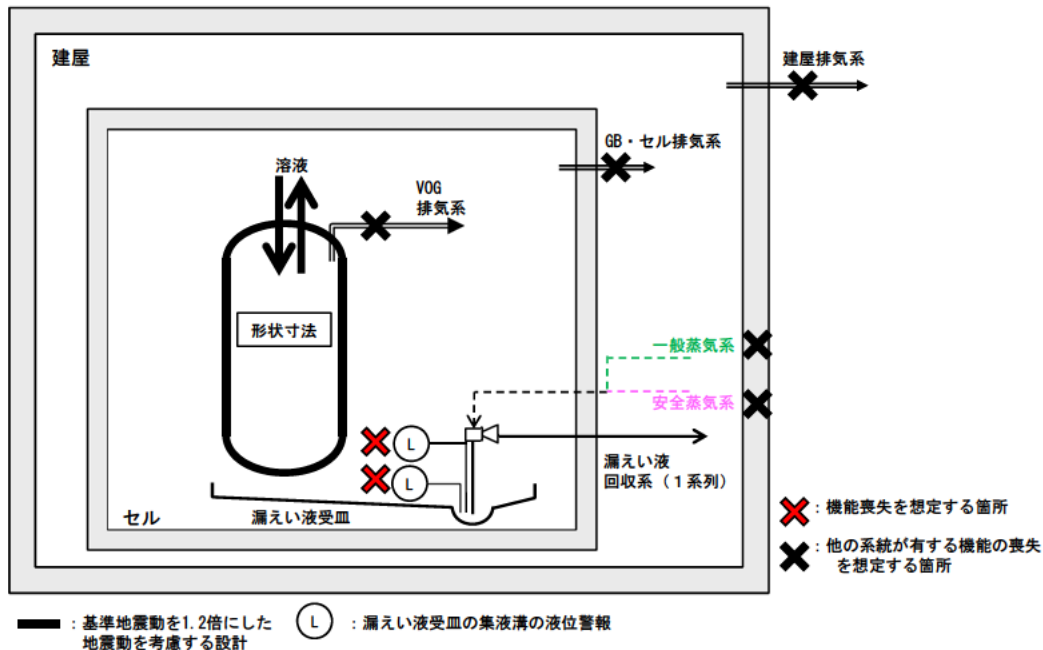 建屋
建屋排気系
GB・セル排気系
溶液
VOG
排気系
形状寸法
一般蒸気系
安全蒸気系
L
L
漏えい液
回収系（１系列）
セル
漏えい液受皿
：機能喪失を想定する箇所
：他の系統が有する機能の喪失
を想定する箇所
：基準地震動を1.2倍にした
地震動を考慮する設計
L
：漏えい液受皿の集液溝の液位警報